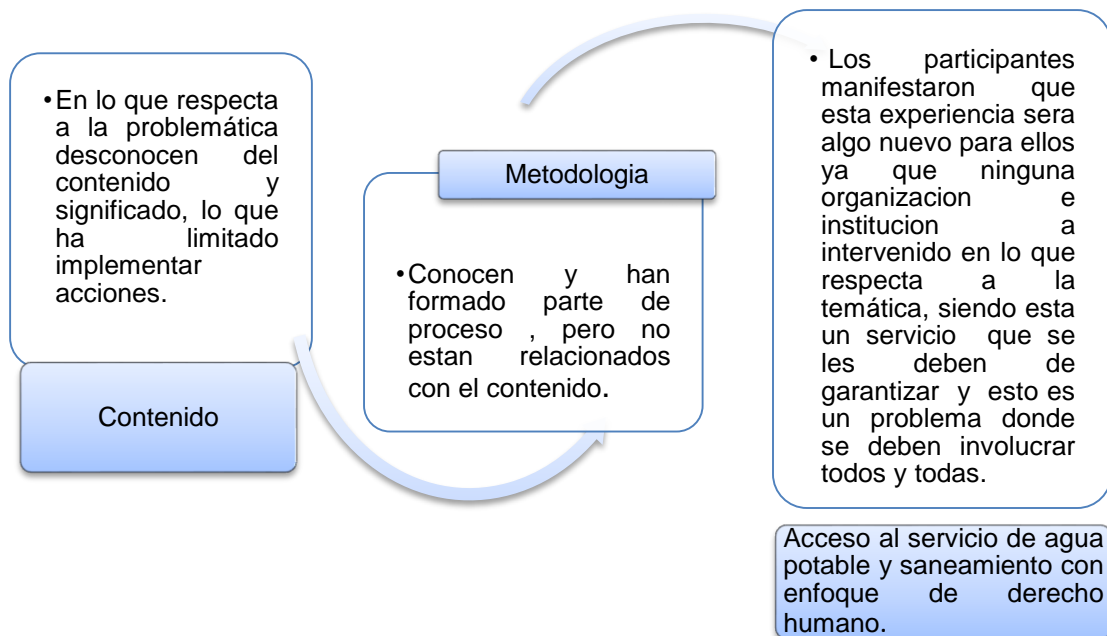 •En lo que respecta
a la problemática
desconocen del
contenido y
significado, lo que
ha limitado
implementar
acciones.
Contenido
Metodologia
•Conocen y han
formado parte de
proceso , pero no
estan relacionados
con el contenido.
• Los participantes
manifestaron que
esta experiencia sera
algo nuevo para ellos
ya que ninguna
organizacion e
institucion a
intervenido en lo que
respecta a la
temática, siendo esta
un servicio que se
les deben de
garantizar y esto es
un problema donde
se deben involucrar
todos y todas.
Acceso al servicio de agua
potable y saneamiento con
enfoque de derecho
humano.